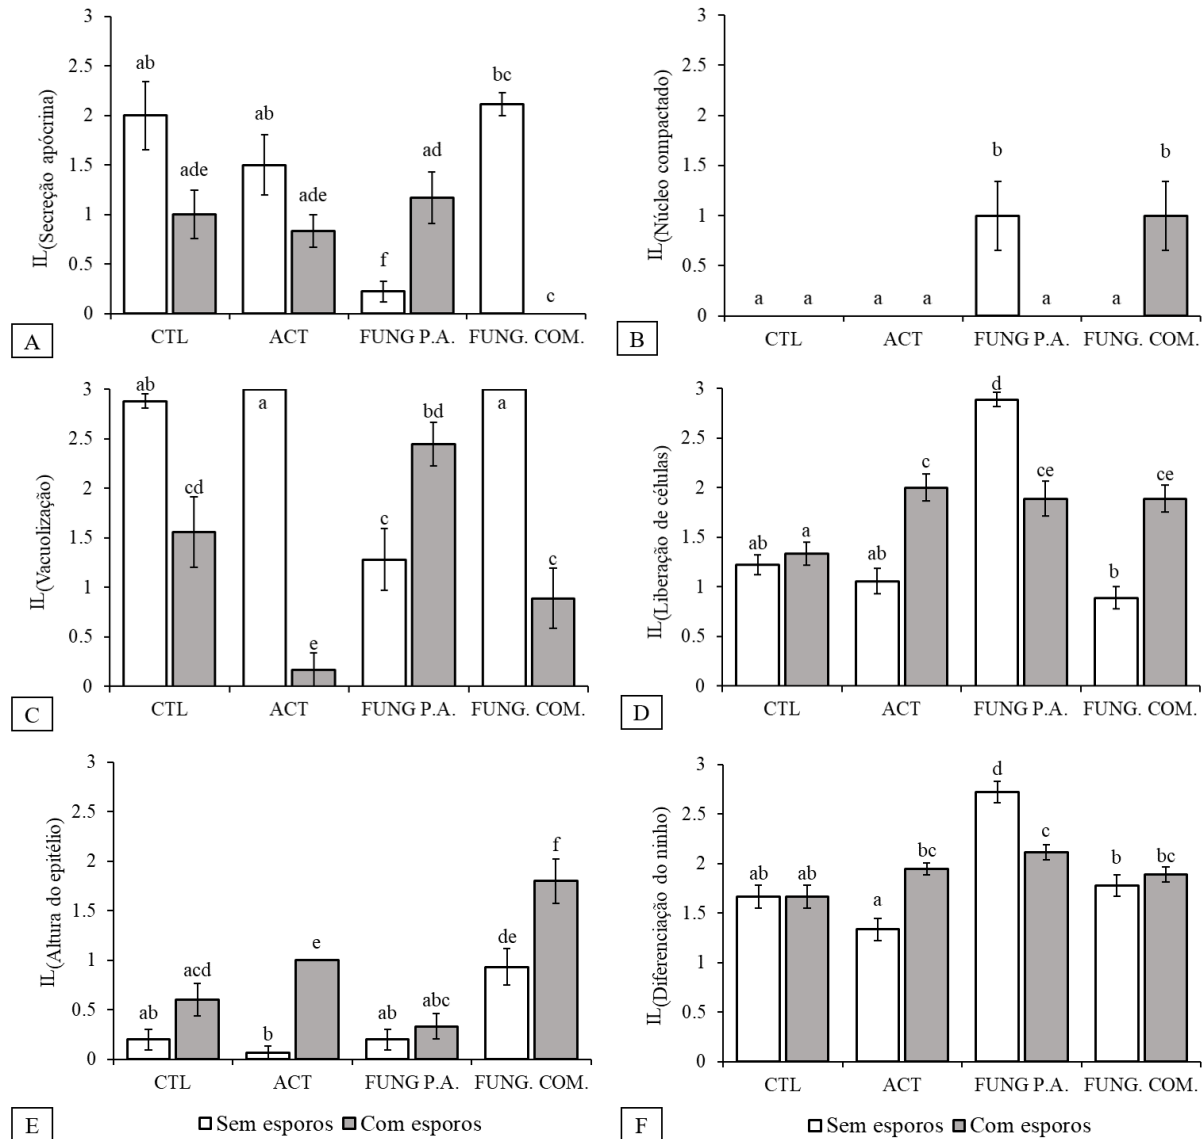 3
2.5
2
1.5
1
0.5
0
IL(Secreção apócrina)
ab
ade
ab
ade
f
ad
bc
c
CTL ACT FUNG P.A. FUNG. COM.
A
3
2.5
2
1.5
1
0.5
0
IL(Núcleo compactado)
a a a a b a a b
CTL ACT FUNG P.A. FUNG. COM.
B
3
2.5
2
1.5
1
0.5
0
IL(Vacuolização)
ab
cd
a
e
c
bd
a
c
CTL ACT FUNG P.A. FUNG. COM.
C
3
2.5
2
1.5
1
0.5
0
IL(Liberação de células)
ab
a
ab
c
d
ce
b
ce
CTL ACT FUNG P.A. FUNG. COM.
D
3
2.5
2
1.5
1
0.5
0
IL(Altura do epitélio)
ab
acd
b
e
ab
abc
de
f
CTL ACT FUNG P.A. FUNG. COM.
E
Sem esporos Com esporos
3
2.5
2
1.5
1
0.5
0
IL(Diferenciação do ninho)
ab
ab
a
bc
d
c
b
bc
CTL ACT FUNG P.A. FUNG. COM.
F
Sem esporos Com esporos